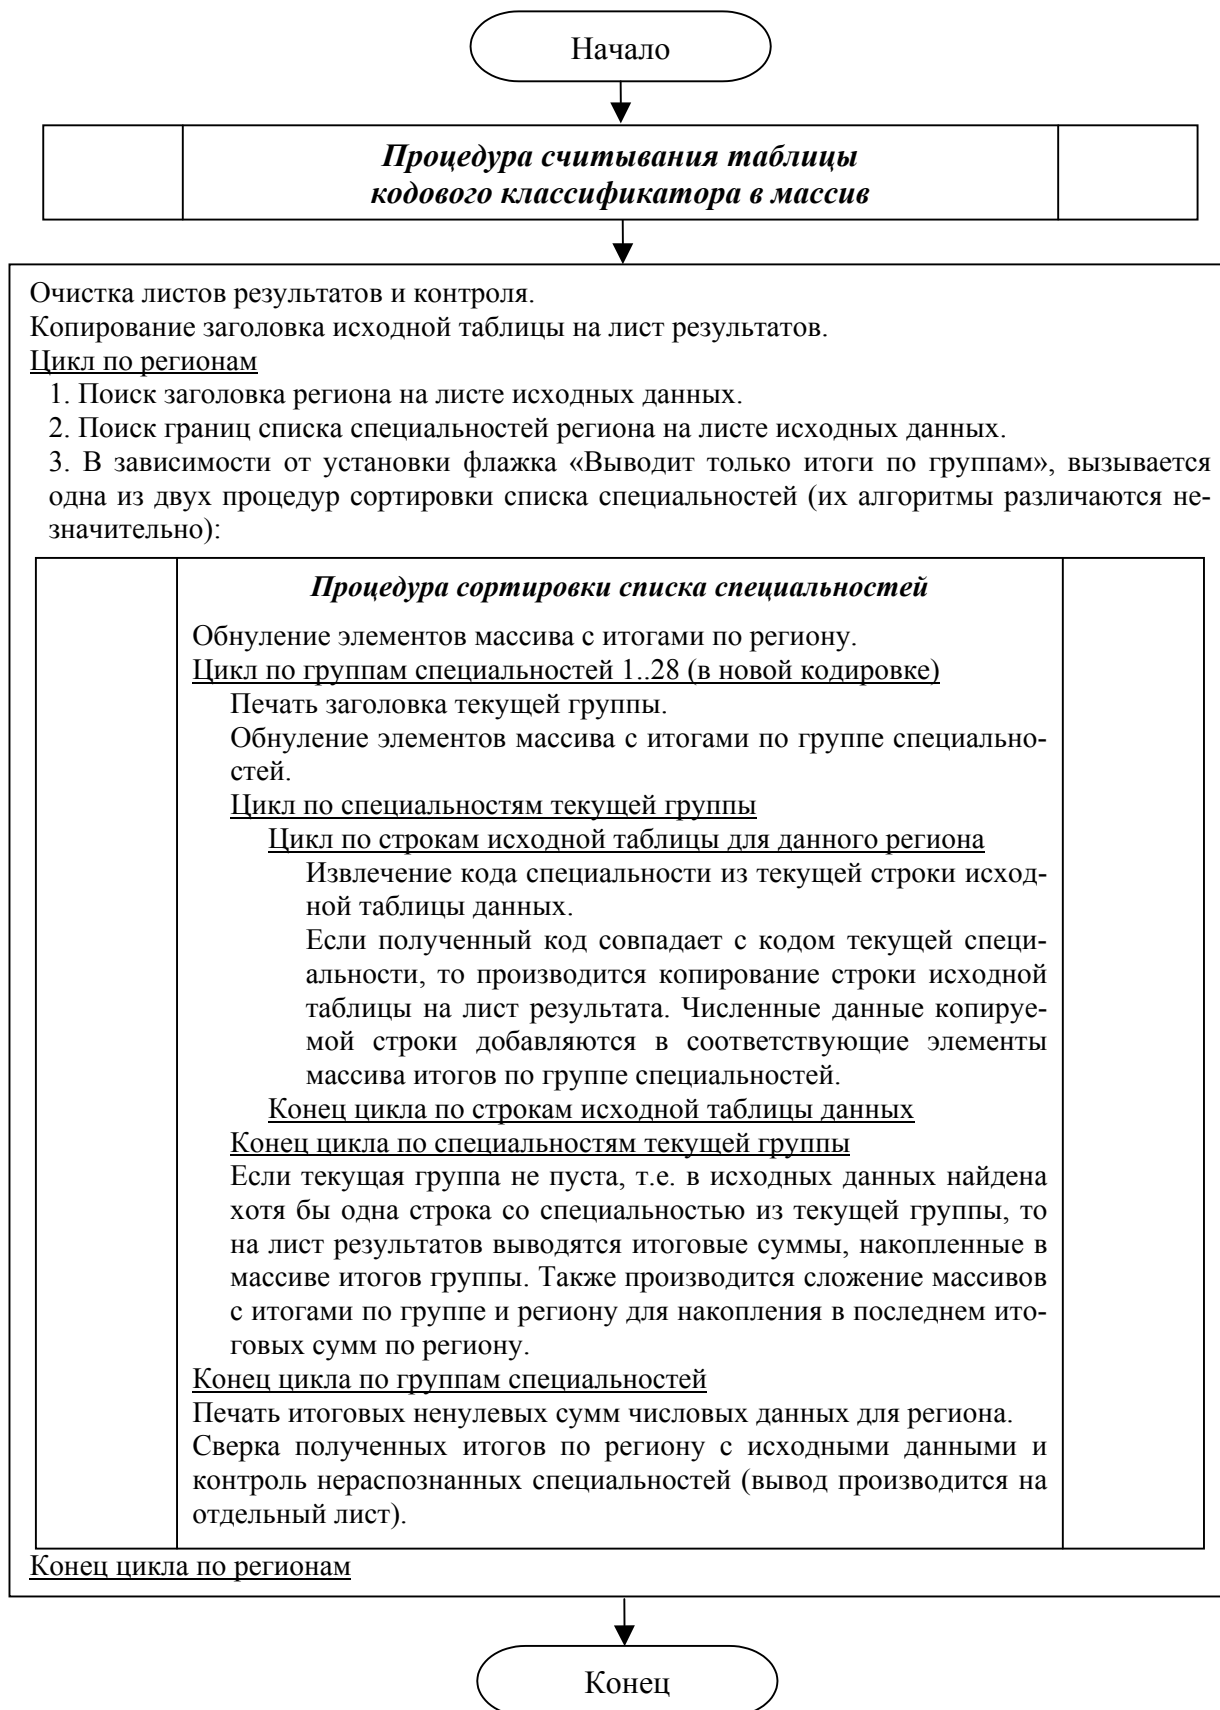 Начало
Процедура считывания таблицы
кодового классификатора в массив
Очистка листов результатов и контроля.
Копирование заголовка исходной таблицы на лист результатов.
Цикл по регионам
1. Поиск заголовка региона на листе исходных данных.
2. Поиск границ списка специальностей региона на листе исходных данных.
3. В зависимости от установки флажка «Выводит только итоги по группам», вызывается
одна из двух процедур сортировки списка специальностей (их алгоритмы различаются не-
значительно):
Процедура сортировки списка специальностей
Обнуление элементов массива с итогами по региону.
Цикл по группам специальностей 1..28 (в новой кодировке)
Печать заголовка текущей группы.
Обнуление элементов массива с итогами по группе специально-
стей.
Цикл по специальностям текущей группы
Цикл по строкам исходной таблицы для данного региона
Извлечение кода специальности из текущей строки исход-
ной таблицы данных.
Если полученный код совпадает с кодом текущей специ-
альности, то производится копирование строки исходной
таблицы на лист результата. Численные данные копируе-
мой строки добавляются в соответствующие элементы
массива итогов по группе специальностей.
Конец цикла по строкам исходной таблицы данных
Конец цикла по специальностям текущей группы
Если текущая группа не пуста, т.е. в исходных данных найдена
хотя бы одна строка со специальностью из текущей группы, то
на лист результатов выводятся итоговые суммы, накопленные в
массиве итогов группы. Также производится сложение массивов
с итогами по группе и региону для накопления в последнем ито-
говых сумм по региону.
Конец цикла по группам специальностей
Печать итоговых ненулевых сумм числовых данных для региона.
Сверка полученных итогов по региону с исходными данными и
контроль нераспознанных специальностей (вывод производится на
отдельный лист).
Конец цикла по регионам
Конец